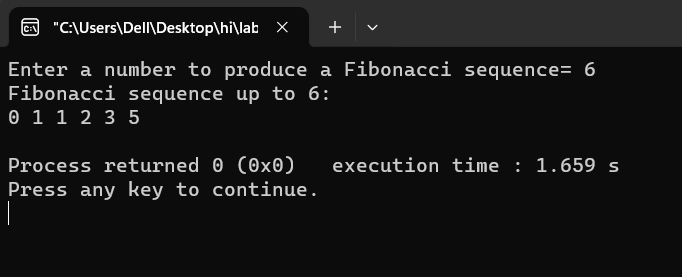 "C:\Users\Dell\Desktop\hi\lab
Enter a number to produce a Fibonacci sequence= 6
Fibonacci sequence up to 6:
0 1 1 2 3 5
Process returned 0 (0x0)   execution time : 1.659 s
Press any key to continue.